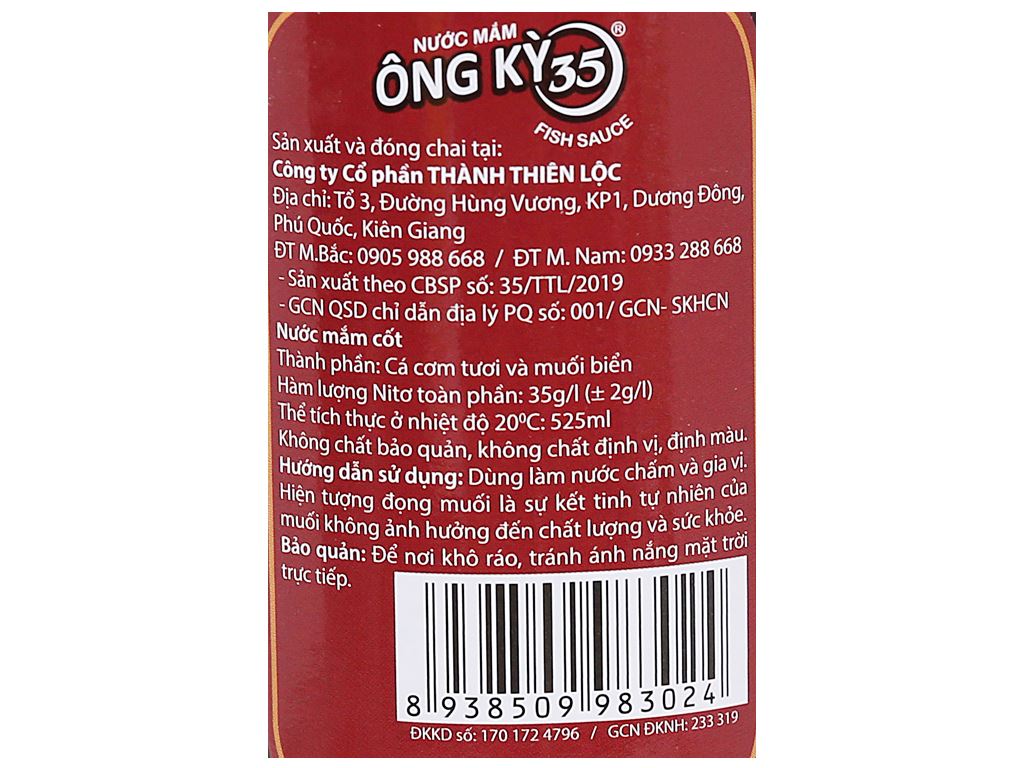 NƯỚC MẮM
ÔNG KỲ 35 ®
FISH SAUCE
Sản xuất và đóng chai tại:
Công ty Cổ phần THÀNH THIÊN LỘC
Địa chỉ: Tổ 3, Đường Hùng Vương, KP1, Dương Đông,
Phú Quốc, Kiên Giang
ĐT M.Bắc: 0905 988 668 / ĐT M. Nam: 0933 288 668
- Sản xuất theo CBSP số: 35/TTL/2019
- GCN QSD chỉ dẫn địa lý PQ số: 001/ GCN- SKHCN
Nước mắm cốt
Thành phần: Cá cơm tươi và muối biển
Hàm lượng Nitơ toàn phần: 35g/l (± 2g/l)
Thể tích thực ở nhiệt độ 20⁰C: 525ml
Không chất bảo quản, không chất định vị, định màu.
Hướng dẫn sử dụng: Dùng làm nước chấm và gia vị.
Hiện tượng đọng muối là sự kết tinh tự nhiên của
muối không ảnh hưởng đến chất lượng và sức khỏe.
Bảo quản: Để nơi khô ráo, tránh ánh nắng mặt trời
trực tiếp.
8 938509 983024
ĐKKD số: 170 172 4796 / GCN ĐKNH: 233 319